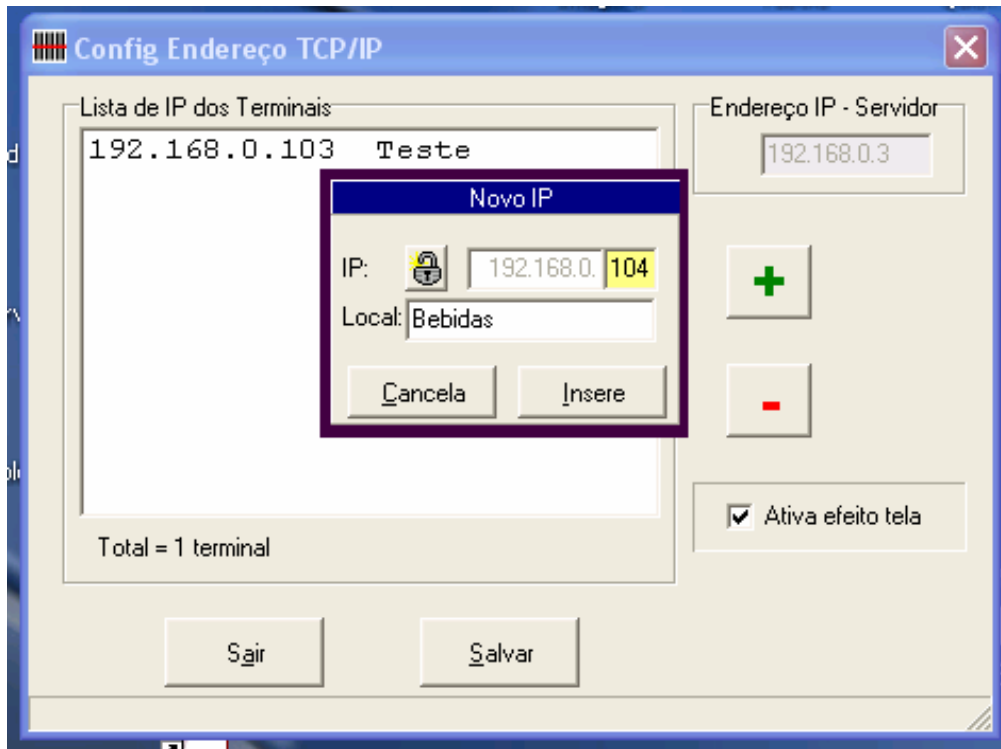 Config Endereço TCP/IP
Lista de IP dos Terminais
192.168.0.103 Teste
Endereço IP - Servidor
192.168.0.3
Novo IP
IP: 192.168.0. 104
Local: Bebidas
Cancela Insere
+
-
Ativa efeito tela
Total = 1 terminal
Sair Salvar